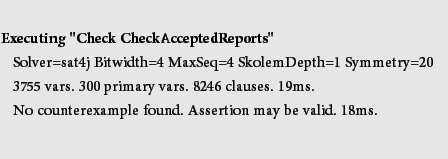 Executing "Check CheckAcceptedReports"
Solver=sat4j Bitwidth=4 MaxSeq=4 SkolemDepth=1 Symmetry=20
3755 vars. 300 primary vars. 8246 clauses. 19ms.
No counterexample found. Assertion may be valid. 18ms.